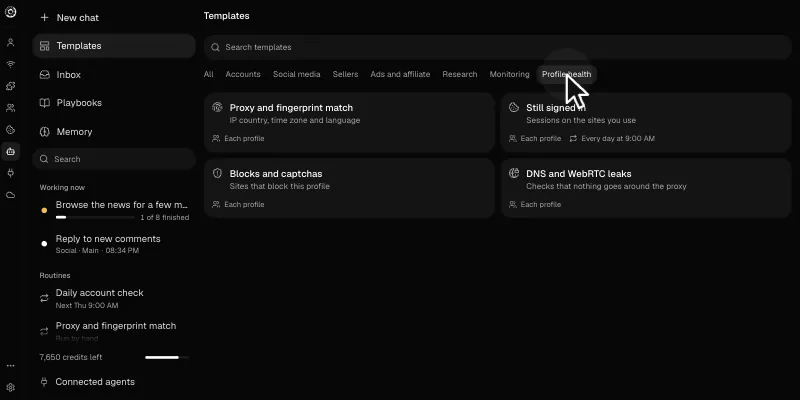 New chat
Templates
Inbox
Playbooks
Memory
Search
Working now
Browse the news for a few m...
1 of 8 finished
Reply to new comments
Social · Main · 08:34 PM
Routines
Daily account check
Next Thu 9:00 AM
Proxy and fingerprint match
Run by hand
7,650 credits left
Connected agents
Templates
Search templates
All Accounts Social media Sellers Ads and affiliate Research Monitoring Profile health
Proxy and fingerprint match
IP country, time zone and language
Each profile
Still signed in
Sessions on the sites you use
Each profile Every day at 9:00 AM
Blocks and captchas
Sites that block this profile
Each profile
DNS and WebRTC leaks
Checks that nothing goes around the proxy
Each profile